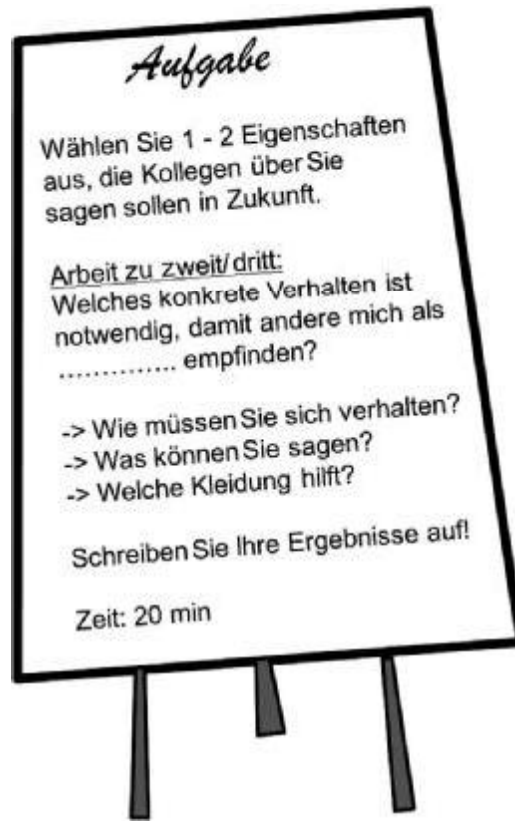 Aufgabe
Wählen Sie 1 - 2 Eigenschaften
aus, die Kollegen über Sie
sagen sollen in Zukunft.
Arbeit zu zweit/dritt:
Welches konkrete Verhalten ist
notwendig, damit andere mich als
.............. empfinden?
-> Wie müssen Sie sich verhalten?
-> Was können Sie sagen?
-> Welche Kleidung hilft?
Schreiben Sie Ihre Ergebnisse auf!
Zeit: 20 min